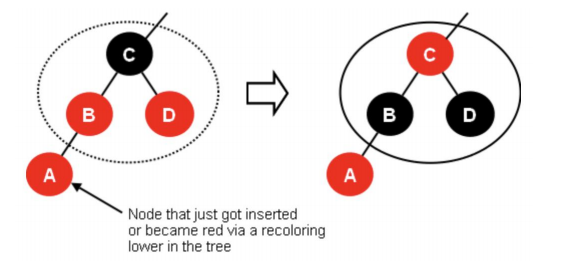 C
C
B
D
B
D
A
A
Node that just got inserted
or became red via a recoloring
lower in the tree